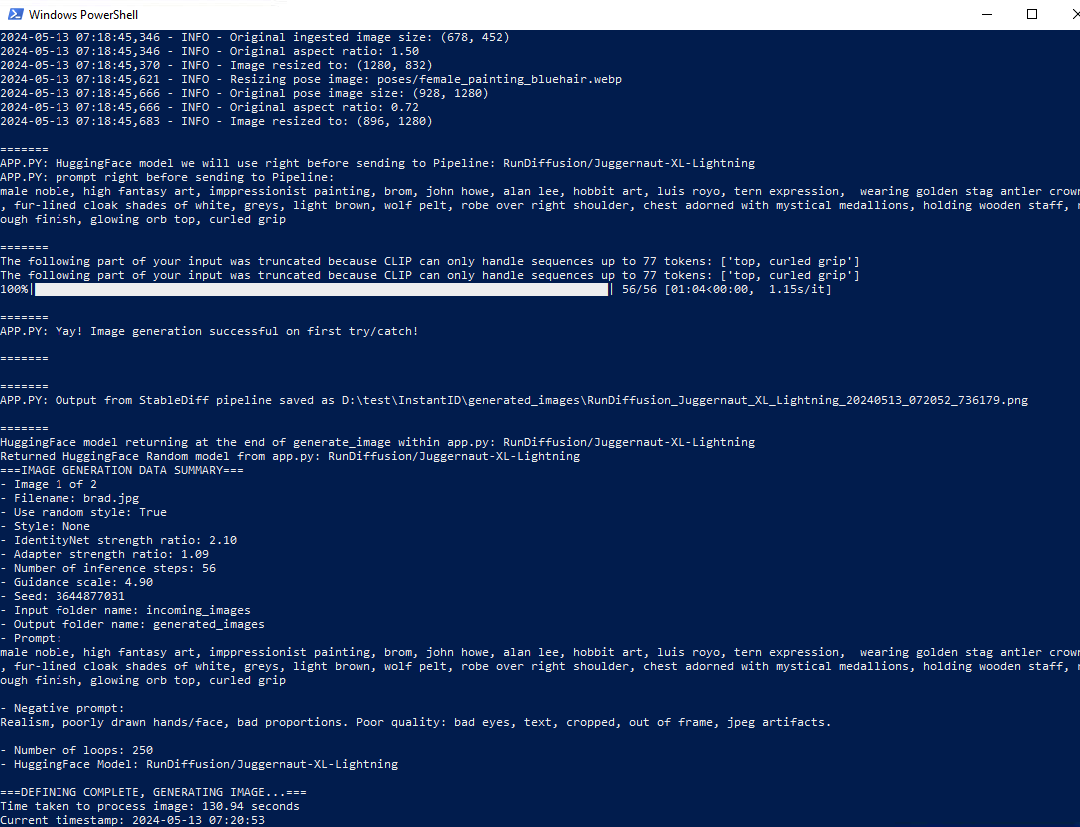 Windows PowerShell
2024-05-13 07:18:45,346 - INFO - Original ingested image size: (678, 452)
2024-05-13 07:18:45,346 - INFO - Original aspect ratio: 1.50
2024-05-13 07:18:45,370 - INFO - Image resized to: (1280, 832)
2024-05-13 07:18:45,621 - INFO - Resizing pose image: poses/female_painting_bluehair.webp
2024-05-13 07:18:45,666 - INFO - Original pose image size: (928, 1280)
2024-05-13 07:18:45,666 - INFO - Original aspect ratio: 0.72
2024-05-13 07:18:45,683 - INFO - Image resized to: (896, 1280)
=======
APP.PY: HuggingFace model we will use right before sending to Pipeline: RunDiffusion/Juggernaut-XL-Lightning
APP.PY: prompt right before sending to Pipeline:
male noble, high fantasy art, imppressionist painting, brom, john howe, alan lee, hobbit art, luis royo, tern expression,  wearing golden stag antler crown
, fur-lined cloak shades of white, greys, light brown, wolf pelt, robe over right shoulder, chest adorned with mystical medallions, holding wooden staff,
ough finish, glowing orb top, curled grip
=======
The following part of your input was truncated because CLIP can only handle sequences up to 77 tokens: ['top, curled grip']
The following part of your input was truncated because CLIP can only handle sequences up to 77 tokens: ['top, curled grip']
100%| | 56/56 [01:04<00:00,  1.15s/it]
=======
APP.PY: Yay! Image generation successful on first try/catch!
=======
=======
APP.PY: Output from StableDiff pipeline saved as D:\test\InstantID\generated_images\RunDiffusion_Juggernaut_XL_Lightning_20240513_072052_736179.png
=======
HuggingFace model returning at the end of generate_image within app.py: RunDiffusion/Juggernaut-XL-Lightning
Returned HuggingFace Random model from app.py: RunDiffusion/Juggernaut-XL-Lightning
===IMAGE GENERATION DATA SUMMARY===
- Image 1 of 2
- Filename: brad.jpg
- Use random style: True
- Style: None
- IdentityNet strength ratio: 2.10
- Adapter strength ratio: 1.09
- Number of inference steps: 56
- Guidance scale: 4.90
- Seed: 3644877031
- Input folder name: incoming_images
- Output folder name: generated_images
- Prompt:
male noble, high fantasy art, imppressionist painting, brom, john howe, alan lee, hobbit art, luis royo, tern expression,  wearing golden stag antler crown
, fur-lined cloak shades of white, greys, light brown, wolf pelt, robe over right shoulder, chest adorned with mystical medallions, holding wooden staff,
ough finish, glowing orb top, curled grip
- Negative prompt:
Realism, poorly drawn hands/face, bad proportions. Poor quality: bad eyes, text, cropped, out of frame, jpeg artifacts.
- Number of loops: 250
- HuggingFace Model: RunDiffusion/Juggernaut-XL-Lightning
===DEFINING COMPLETE, GENERATING IMAGE...===
Time taken to process image: 130.94 seconds
Current timestamp: 2024-05-13 07:20:53